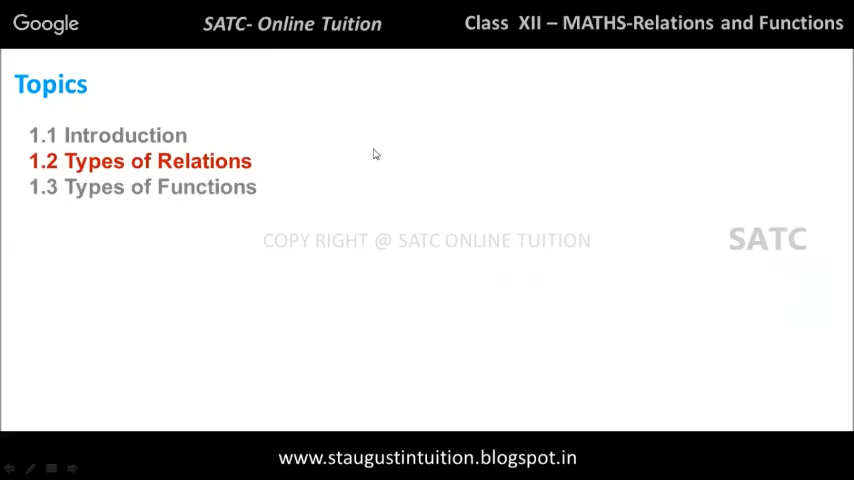 Google
SATC- Online Tuition
Class XII – MATHS-Relations and Functions
Topics
1.1 Introduction
1.2 Types of Relations
1.3 Types of Functions
COPY RIGHT @ SATC ONLINE TUITION
SATC
www.staugustintuition.blogspot.in